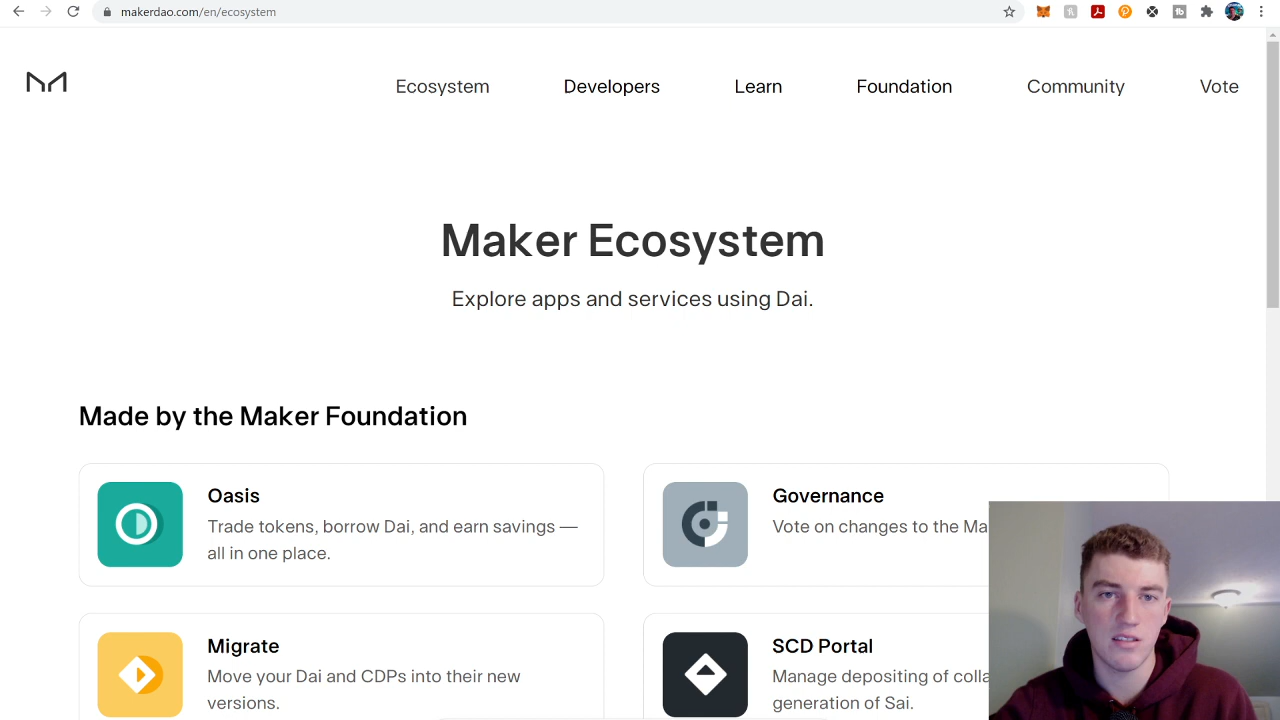 makerdao.com/en/ecosystem
Ecosystem
Developers
Learn
Foundation
Community
Vote
Maker Ecosystem
Explore apps and services using Dai.
Made by the Maker Foundation
Oasis
Trade tokens, borrow Dai, and earn savings —
all in one place.
Governance
Vote on changes to the Ma
Migrate
Move your Dai and CDPs into their new
versions.
SCD Portal
Manage depositing of colla
generation of Sai.